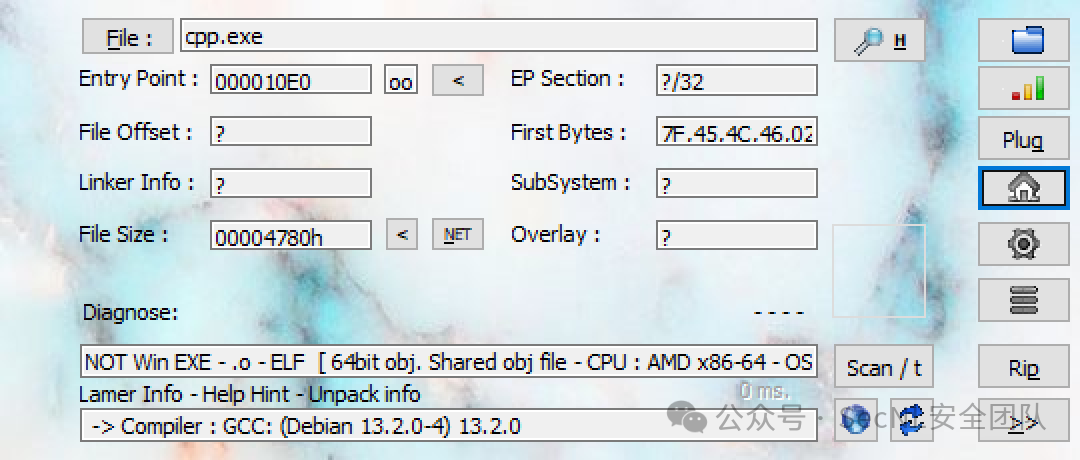 File : cpp.exe H
Entry Point : 000010E0 oo < EP Section : ?/32
File Offset : ? First Bytes : 7F.45.4C.46.02 Plug
Linker Info : ? SubSystem : ?
File Size : 00004780h < NET Overlay : ?
Diagnose: ----
NOT Win EXE - .o - ELF [ 64bit obj. Shared obj file - CPU : AMD x86-64 - OS Scan / t Rip
Lamer Info - Help Hint - Unpack info 0 ms.
-> Compiler : GCC: (Debian 13.2.0-4) 13.2.0 >>
公众号 · 安全团队